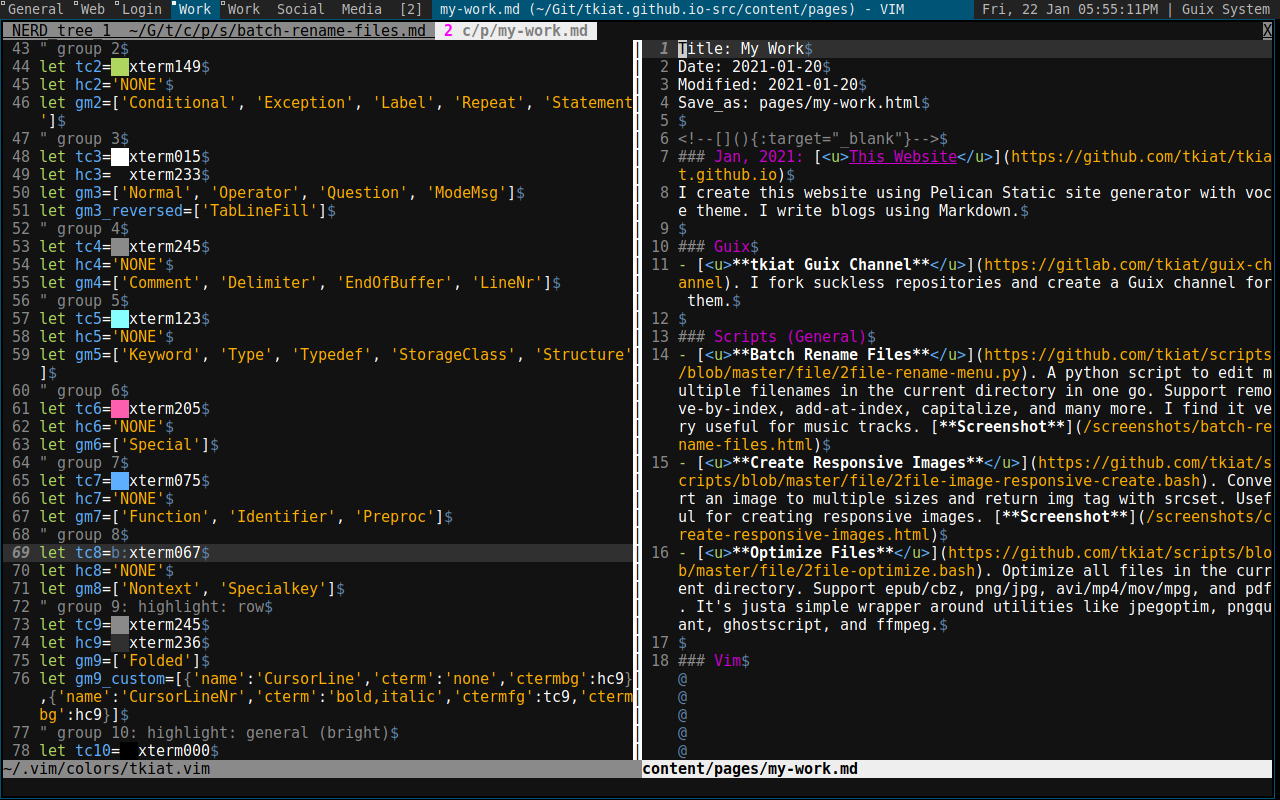 General Web Login Work Work Social Media [2] my-work.md (~/Git/tkiat.github.io-src/content/pages) - VIM Fri, 22 Jan 05:55:11PM | Guix System
NERD_tree_1 ~/G/t/c/p/s/batch-rename-files.md 2 c/p/my-work.md X
43 " group 2$
44 let tc2= xterm149$
45 let hc2='NONE'$
46 let gm2=['Conditional', 'Exception', 'Label', 'Repeat', 'Statement
']$
47 " group 3$
48 let tc3= xterm015$
49 let hc3= xterm233$
50 let gm3=['Normal', 'Operator', 'Question', 'ModeMsg']$
51 let gm3_reversed=['TabLineFill']$
52 " group 4$
53 let tc4= xterm245$
54 let hc4='NONE'$
55 let gm4=['Comment', 'Delimiter', 'EndOfBuffer', 'LineNr']$
56 " group 5$
57 let tc5= xterm123$
58 let hc5='NONE'$
59 let gm5=['Keyword', 'Type', 'Typedef', 'StorageClass', 'Structure'
]$
60 " group 6$
61 let tc6= xterm205$
62 let hc6='NONE'$
63 let gm6=['Special']$
64 " group 7$
65 let tc7= xterm075$
66 let hc7='NONE'$
67 let gm7=['Function', 'Identifier', 'Preproc']$
68 " group 8$
69 let tc8=b:xterm067$
70 let hc8='NONE'$
71 let gm8=['Nontext', 'Specialkey']$
72 " group 9: highlight: row$
73 let tc9= xterm245$
74 let hc9= xterm236$
75 let gm9=['Folded']$
76 let gm9_custom=[{'name':'CursorLine','cterm':'none','ctermbg':hc9}
,{'name':'CursorLineNr','cterm':'bold,italic','ctermfg':tc9,'cterm
bg':hc9}]$
77 " group 10: highlight: general (bright)$
78 let tc10= xterm000$
~/.vim/colors/tkiat.vim
1 Title: My Work$
2 Date: 2021-01-20$
3 Modified: 2021-01-20$
4 Save_as: pages/my-work.html$
5 $
6 <!--[](){:target="_blank"}-->$
7 ### Jan, 2021: [<u>This Website</u>](https://github.com/tkiat/tkia
t.github.io)$
8 I create this website using Pelican Static site generator with voc
e theme. I write blogs using Markdown.$
9 $
10 ### Guix$
11 - [<u>**tkiat Guix Channel**</u>](https://gitlab.com/tkiat/guix-ch
annel). I fork suckless repositories and create a Guix channel for
them.$
12 $
13 ### Scripts (General)$
14 - [<u>**Batch Rename Files**</u>](https://github.com/tkiat/scripts
/blob/master/file/2file-rename-menu.py). A python script to edit m
ultiple filenames in the current directory in one go. Support remo
ve-by-index, add-at-index, capitalize, and many more. I find it ve
ry useful for music tracks. [**Screenshot**](/screenshots/batch-re
name-files.html)$
15 - [<u>**Create Responsive Images**</u>](https://github.com/tkiat/s
cripts/blob/master/file/2file-image-responsive-create.bash). Conve
rt an image to multiple sizes and return img tag with srcset. Usef
ul for creating responsive images. [**Screenshot**](/screenshots/c
reate-responsive-images.html)$
16 - [<u>**Optimize Files**</u>](https://github.com/tkiat/scripts/blo
b/master/file/2file-optimize.bash). Optimize all files in the curr
ent directory. Support epub/cbz, png/jpg, avi/mp4/mov/mpg, and pdf
. It's justa simple wrapper around utilities like jpegoptim, pngqu
ant, ghostscript, and ffmpeg.$
17 $
18 ### Vim$
@
@
@
@
@
content/pages/my-work.md